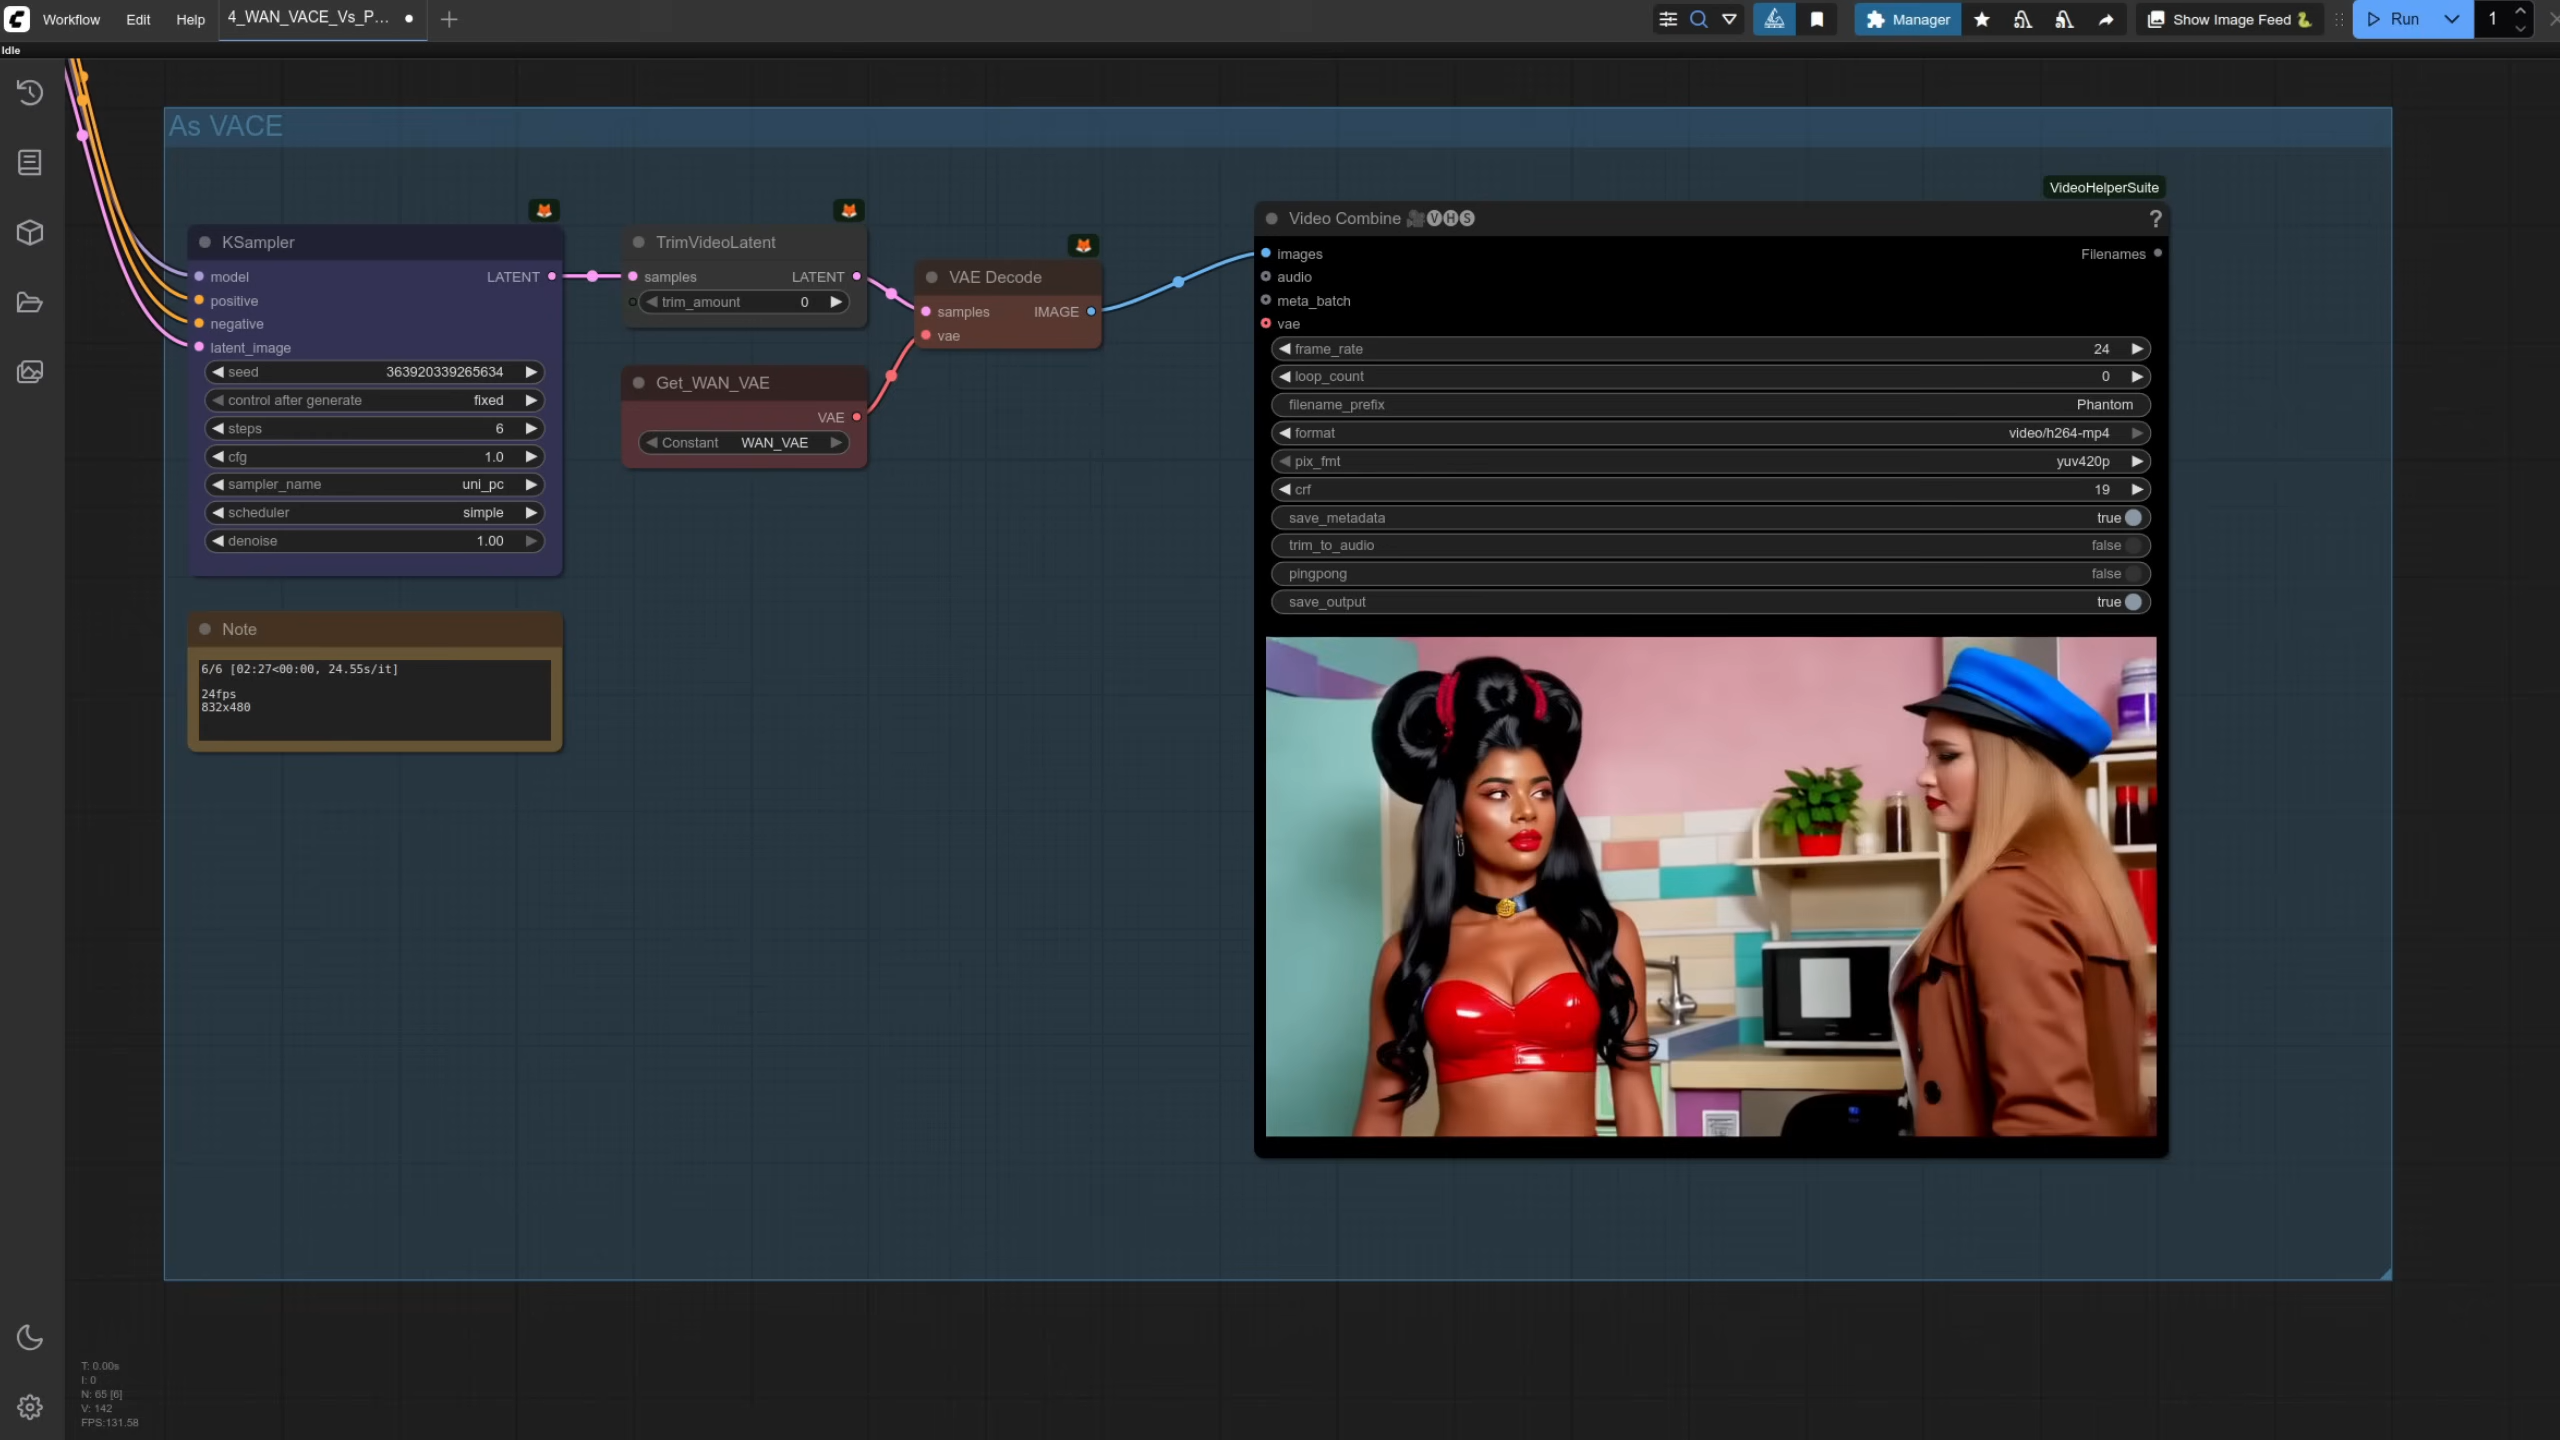 Workflow Edit Help 4_WAN_VACE_Vs_P...
Manager Show Image Feed Run 1
Idle
As VACE
KSampler
model LATENT
positive
negative
latent_image
seed 363920339265634
control after generate fixed
steps 6
cfg 1.0
sampler_name uni_pc
scheduler simple
denoise 1.00
TrimVideoLatent
samples LATENT
trim_amount 0
Get_WAN_VAE
VAE
Constant WAN_VAE
VAE Decode
samples IMAGE
vae
Note
6/6 [02:27<00:00, 24.55s/it]
24fps
832x480
VideoHelperSuite
Video Combine 🎥🅥🅗🅢 ?
images Filenames
audio
meta_batch
vae
frame_rate 24
loop_count 0
filename_prefix Phantom
format video/h264-mp4
pix_fmt yuv420p
crf 19
save_metadata true
trim_to_audio false
pingpong false
save_output true
T: 0.00s
I: 0
N: 65 [6]
V: 142
FPS:131.58